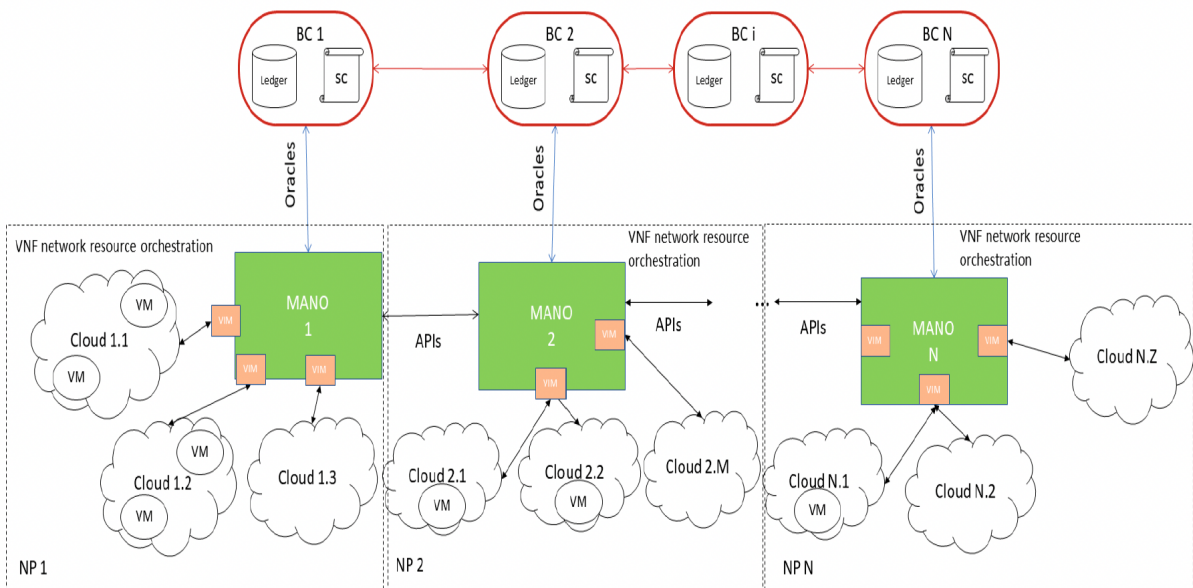 BC 1
Ledger
SC
BC 2
Ledger
SC
BC i
Ledger
SC
BC N
Ledger
SC
Oracles
Oracles
Oracles
VNF network resource orchestration
MANO
1
VIM
VIM
VIM
Cloud 1.1
VM
VM
Cloud 1.2
VM
VM
Cloud 1.3
NP 1
APIs
VNF network resource
orchestration
MANO
2
VIM
VIM
Cloud 2.1
VM
Cloud 2.2
VM
Cloud 2.M
NP 2
APIs
...
APIs
VNF network resource
orchestration
MANO
N
VIM
VIM
VIM
Cloud N.1
VM
Cloud N.2
Cloud N.Z
NP N